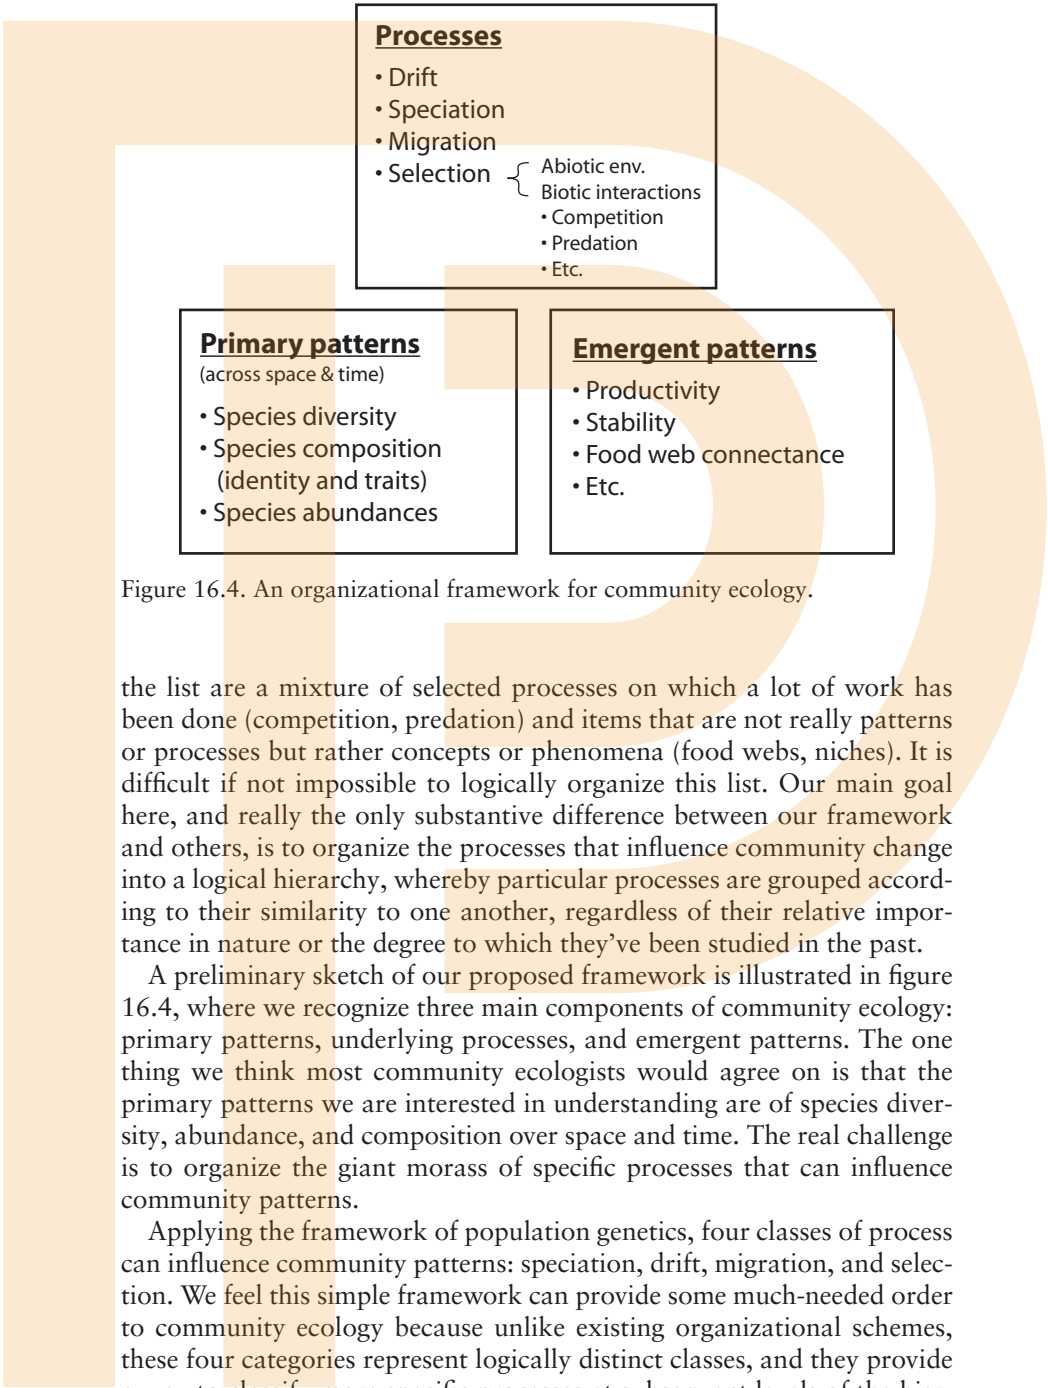 Processes
• Drift
• Speciation
• Migration
• Selection
Abiotic env.
Biotic interactions
• Competition
• Predation
• Etc.
Primary patterns
(across space & time)
• Species diversity
• Species composition
(identity and traits)
• Species abundances
Emergent patterns
• Productivity
• Stability
• Food web connectance
• Etc.
Figure 16.4. An organizational framework for community ecology.
the list are a mixture of selected processes on which a lot of work has
been done (competition, predation) and items that are not really patterns
or processes but rather concepts or phenomena (food webs, niches). It is
difficult if not impossible to logically organize this list. Our main goal
here, and really the only substantive difference between our framework
and others, is to organize the processes that influence community change
into a logical hierarchy, whereby particular processes are grouped accord-
ing to their similarity to one another, regardless of their relative impor-
tance in nature or the degree to which they've been studied in the past.
A preliminary sketch of our proposed framework is illustrated in figure
16.4, where we recognize three main components of community ecology:
primary patterns, underlying processes, and emergent patterns. The one
thing we think most community ecologists would agree on is that the
primary patterns we are interested in understanding are of species diver-
sity, abundance, and composition over space and time. The real challenge
is to organize the giant morass of specific processes that can influence
community patterns.
Applying the framework of population genetics, four classes of process
can influence community patterns: speciation, drift, migration, and selec-
tion. We feel this simple framework can provide some much-needed order
to community ecology because unlike existing organizational schemes,
these four categories represent logically distinct classes, and they provide